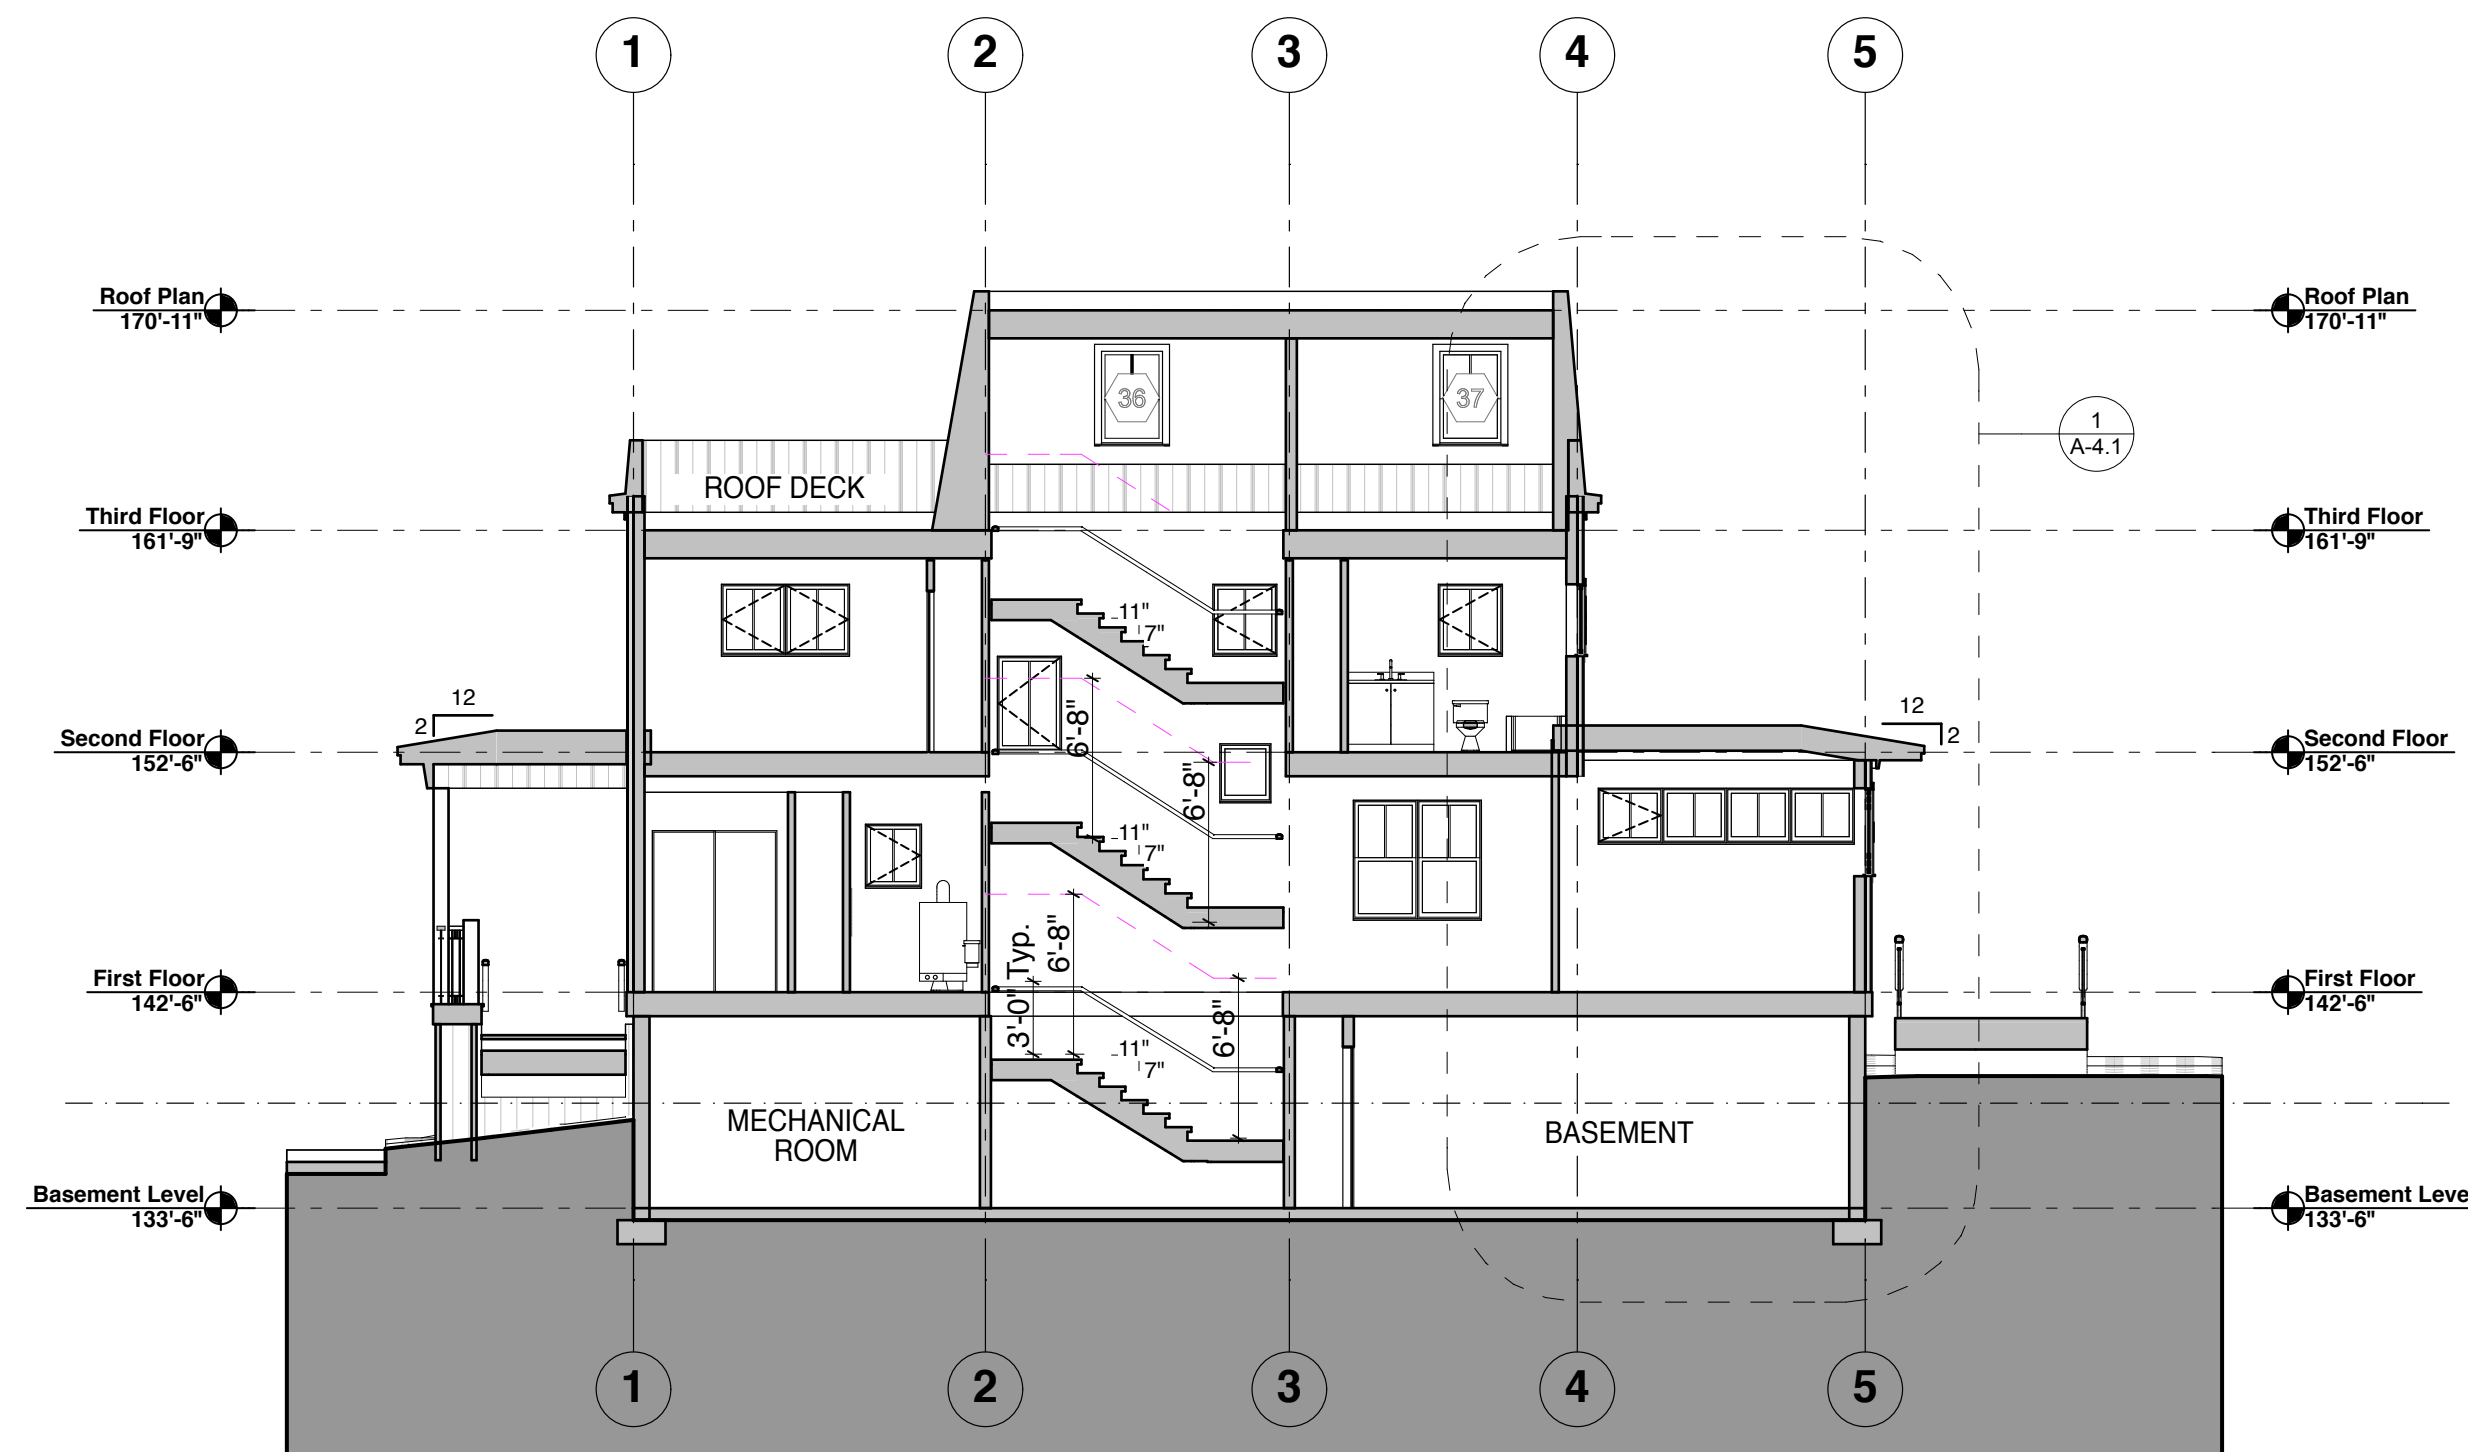 1 2 3 4 5
Roof Plan
170'-11"
Roof Plan
170'-11"
36
37
1
A-4.1
ROOF DECK
Third Floor
161'-9"
Third Floor
161'-9"
11"
7"
12
2
12
2
6'-8"
Second Floor
152'-6"
Second Floor
152'-6"
6'-8"
11"
7"
3'-0" Typ.
6'-8"
First Floor
142'-6"
First Floor
142'-6"
6'-8"
11"
7"
MECHANICAL
ROOM
BASEMENT
Basement Level
133'-6"
Basement Leve
133'-6"
1 2 3 4 5